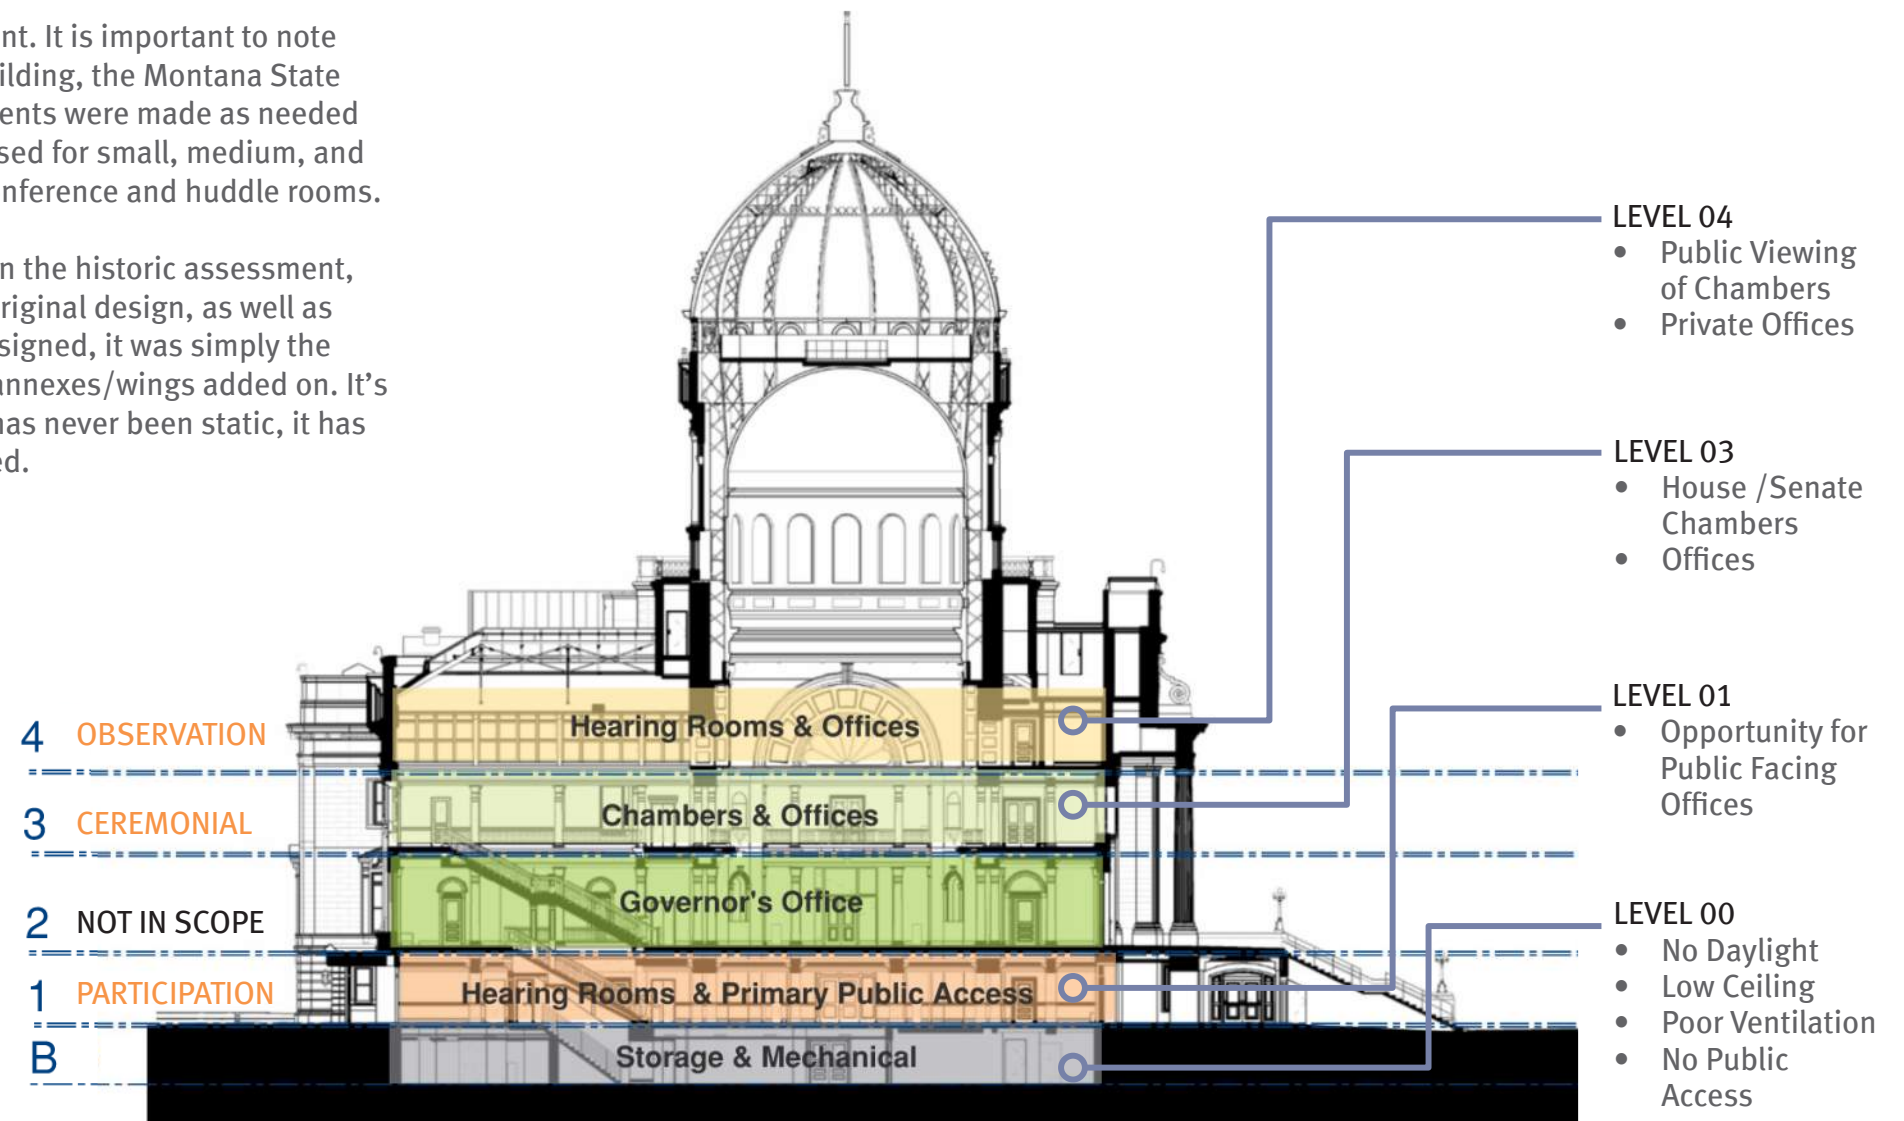 nt. It is important to note
ilding, the Montana State
ents were made as needed
sed for small, medium, and
nference and huddle rooms.
n the historic assessment,
riginal design, as well as
signed, it was simply the
annexes/wings added on. It’s
has never been static, it has
ed.
LEVEL 04
• Public Viewing
of Chambers
• Private Offices
LEVEL 03
• House /Senate
Chambers
• Offices
LEVEL 01
• Opportunity for
Public Facing
Offices
LEVEL 00
• No Daylight
• Low Ceiling
• Poor Ventilation
• No Public
Access
4 OBSERVATION
Hearing Rooms & Offices
3 CEREMONIAL
Chambers & Offices
2 NOT IN SCOPE
Governor's Office
1 PARTICIPATION
Hearing Rooms & Primary Public Access
B
Storage & Mechanical